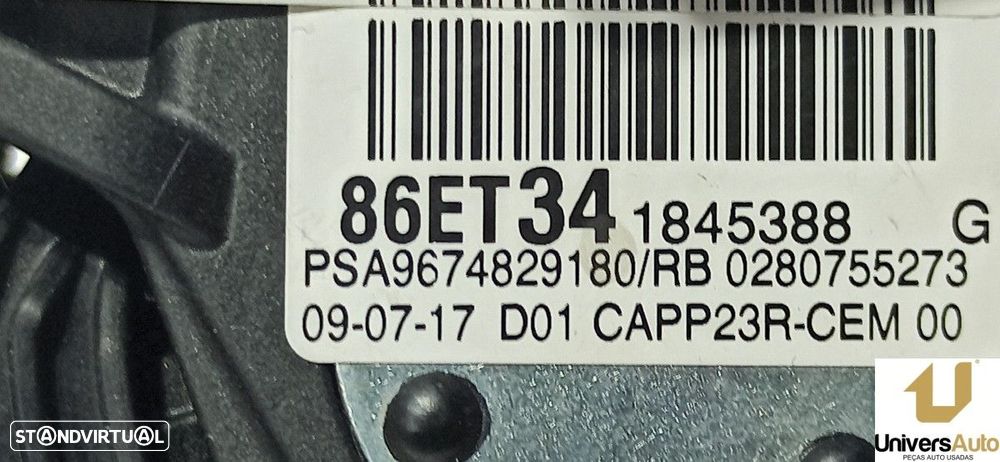 86ET34 1845388 G
PSA9674829180/RB 0280755273
09-07-17 D01 CAPP23R-CEM 00
STANDVIRTUAL
UniversAuto
PEÇAS AUTO USADAS